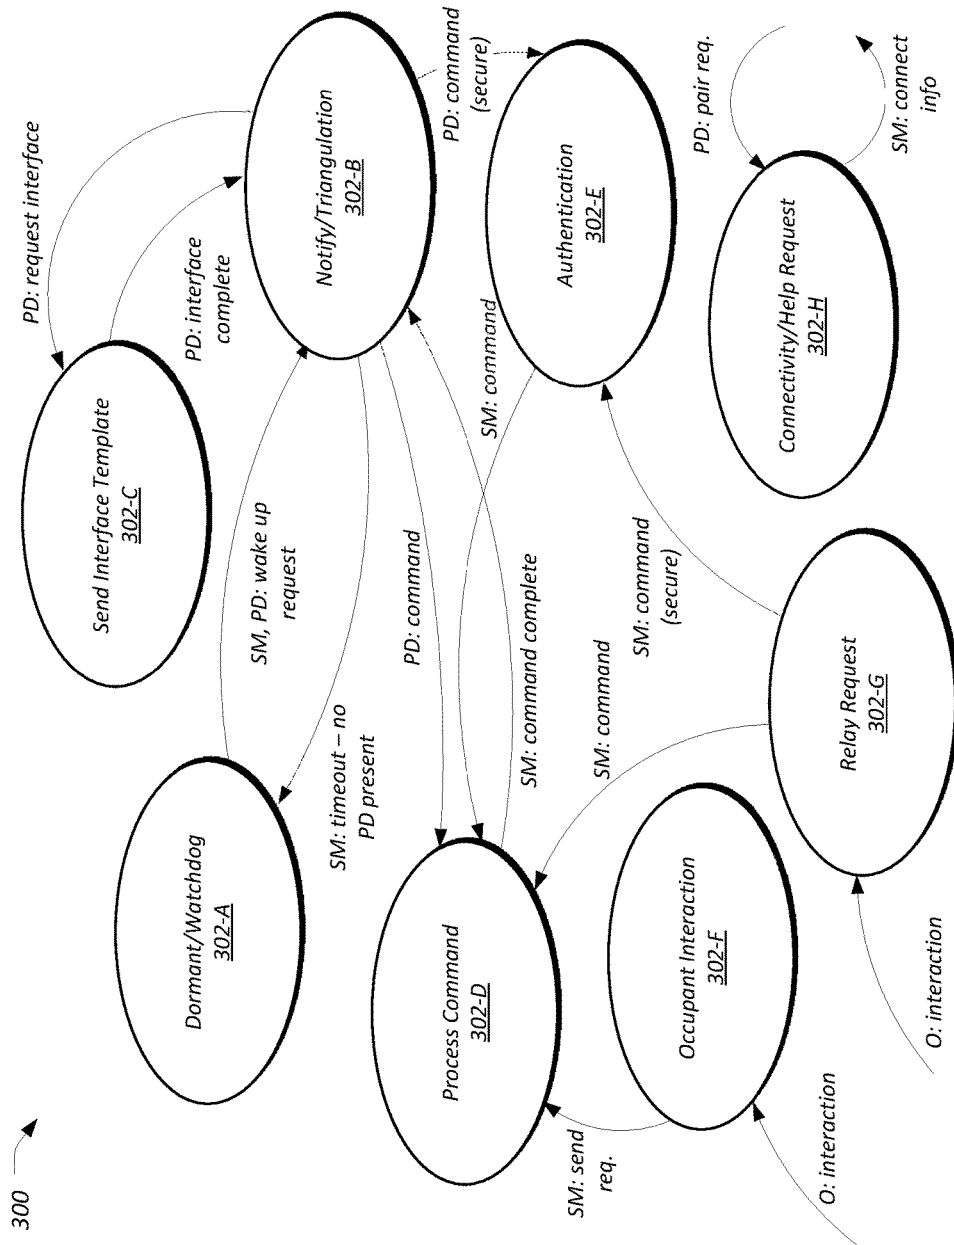 300
Dormant/Watchdog
302-A
Send Interface Template
302-C
PD: request interface
PD: interface
complete
SM, PD: wake up
request
SM: timeout – no
PD present
Notify/Triangulation
302-B
PD: command
(secure)
PD: command
SM: command
SM: command complete
Process Command
302-D
Authentication
302-E
SM: command
SM: command
(secure)
SM: send
req.
Occupant Interaction
302-F
O: interaction
Relay Request
302-G
O: interaction
Connectivity/Help Request
302-H
PD: pair req.
SM: connect
info